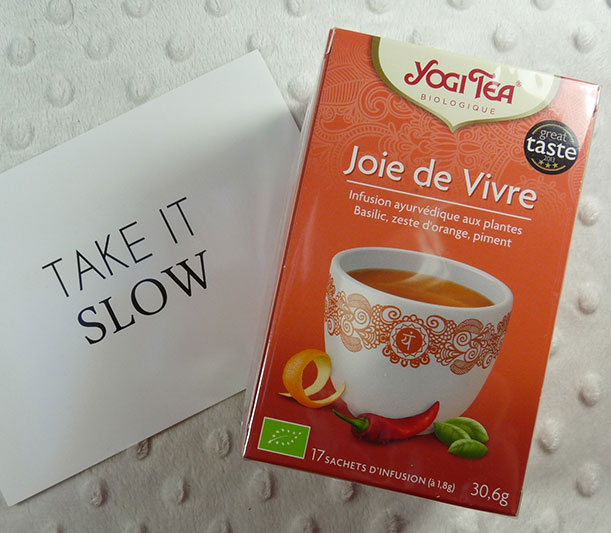 TAKE IT
SLOW
YOGI TEA®
BIOLOGIQUE
great
taste
2013
Joie de Vivre
Infusion ayurvédique aux plantes
Basilic, zeste d'orange, piment
यं
17 SACHETS D'INFUSION (à 1,8g)
30,6g